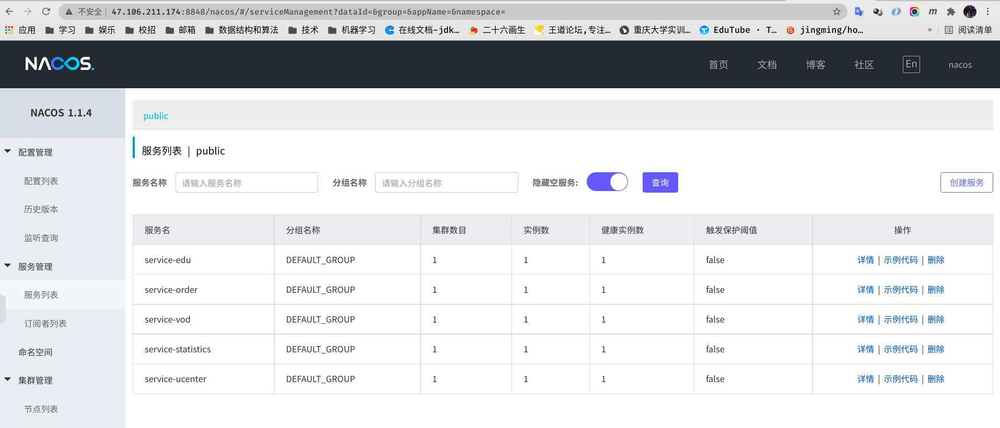 不安全 47.106.211.174:8848/nacos/#/serviceManagement?dataId=&group=&appName=&namespace=
应用 学习 娱乐 校招 邮箱 数据结构和算法 技术 机器学习 在线文档-jdk... 二十六画生 王道论坛,专注... 重庆大学实训... EduTube · T... jingming/ho... » 阅读清单
NACOS. 首页 文档 博客 社区 En nacos
NACOS 1.1.4
配置管理
配置列表
历史版本
监听查询
服务管理
服务列表
订阅者列表
命名空间
集群管理
节点列表
public
服务列表 | public
服务名称 请输入服务名称 分组名称 请输入分组名称 隐藏空服务: 查询 创建服务
服务名 分组名称 集群数目 实例数 健康实例数 触发保护阈值 操作
service-edu DEFAULT_GROUP 1 1 1 false 详情 | 示例代码 | 删除
service-order DEFAULT_GROUP 1 1 1 false 详情 | 示例代码 | 删除
service-vod DEFAULT_GROUP 1 1 1 false 详情 | 示例代码 | 删除
service-statistics DEFAULT_GROUP 1 1 1 false 详情 | 示例代码 | 删除
service-ucenter DEFAULT_GROUP 1 1 1 false 详情 | 示例代码 | 删除